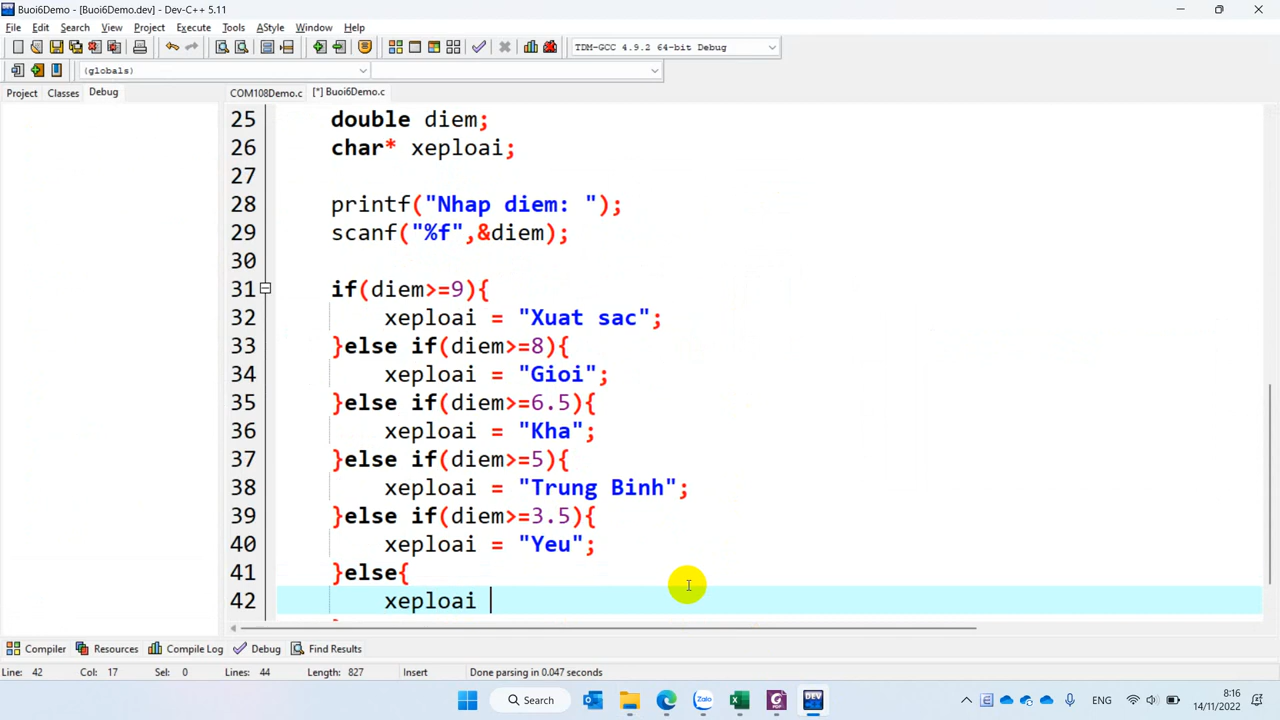 Buoi6Demo - [Buoi6Demo.dev] - Dev-C++ 5.11
File Edit Search View Project Execute Tools AStyle Window Help
TDM-GCC 4.9.2 64-bit Debug
(globals)
Project Classes Debug COM108Demo.c [*] Buoi6Demo.c
25 double diem;
26 char* xeploai;
27
28 printf("Nhap diem: ");
29 scanf("%f",&diem);
30
31 if(diem>=9){
32 xeploai = "Xuat sac";
33 }else if(diem>=8){
34 xeploai = "Gioi";
35 }else if(diem>=6.5){
36 xeploai = "Kha";
37 }else if(diem>=5){
38 xeploai = "Trung Binh";
39 }else if(diem>=3.5){
40 xeploai = "Yeu";
41 }else{
42 xeploai
Compiler Resources Compile Log Debug Find Results
Line: 42 Col: 17 Sel: 0 Lines: 44 Length: 827 Insert Done parsing in 0.047 seconds
Search Zalo DEV ENG 8:16
14/11/2022